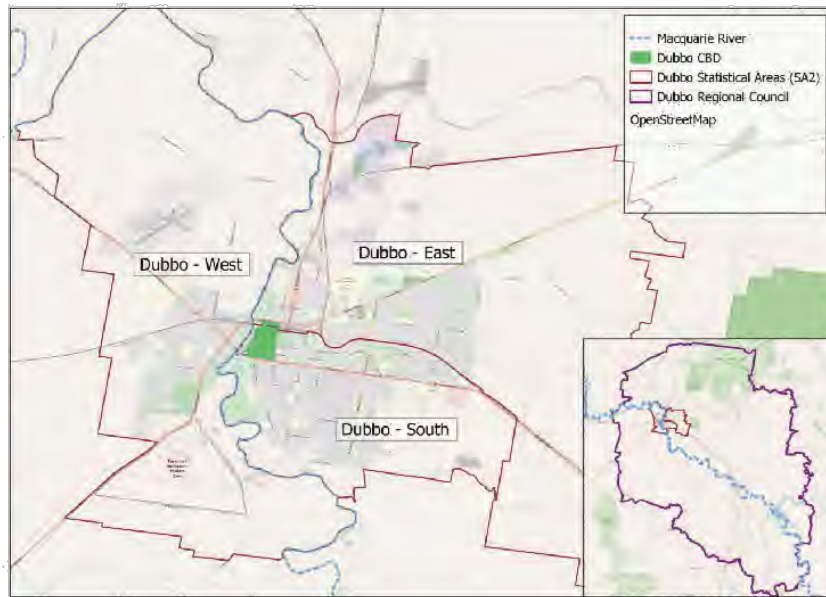 Macquarie River
Dubbo CBD
Dubbo Statistical Areas (SA2)
Dubbo Regional Council
OpenStreetMap
Dubbo - West
Dubbo - East
Dubbo - South